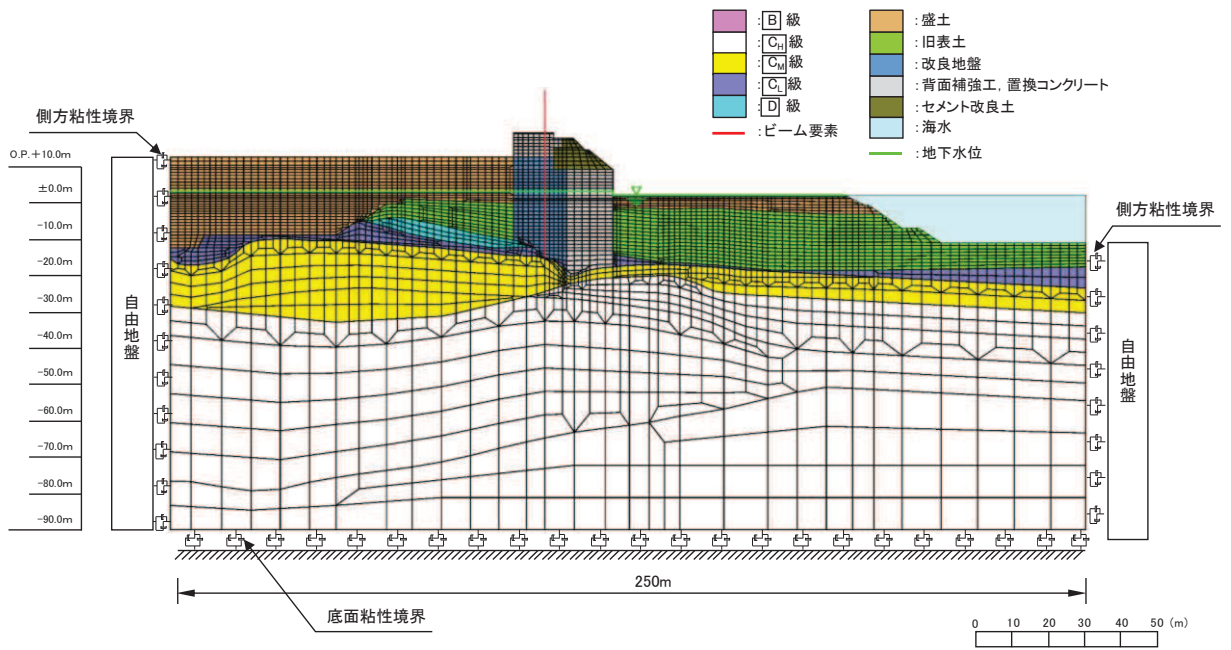 :B 級
:CH級
:CM級
:CL級
:D 級
:ビーム要素
:盛土
:旧表土
:改良地盤
:背面補強工, 置換コンクリート
:セメント改良土
:海水
:地下水位
側方粘性境界
O.P.+10.0m
±0.0m
-10.0m
-20.0m
-30.0m
-40.0m
-50.0m
-60.0m
-70.0m
-80.0m
-90.0m
自由地盤
側方粘性境界
自由地盤
250m
底面粘性境界
0 10 20 30 40 50 (m)